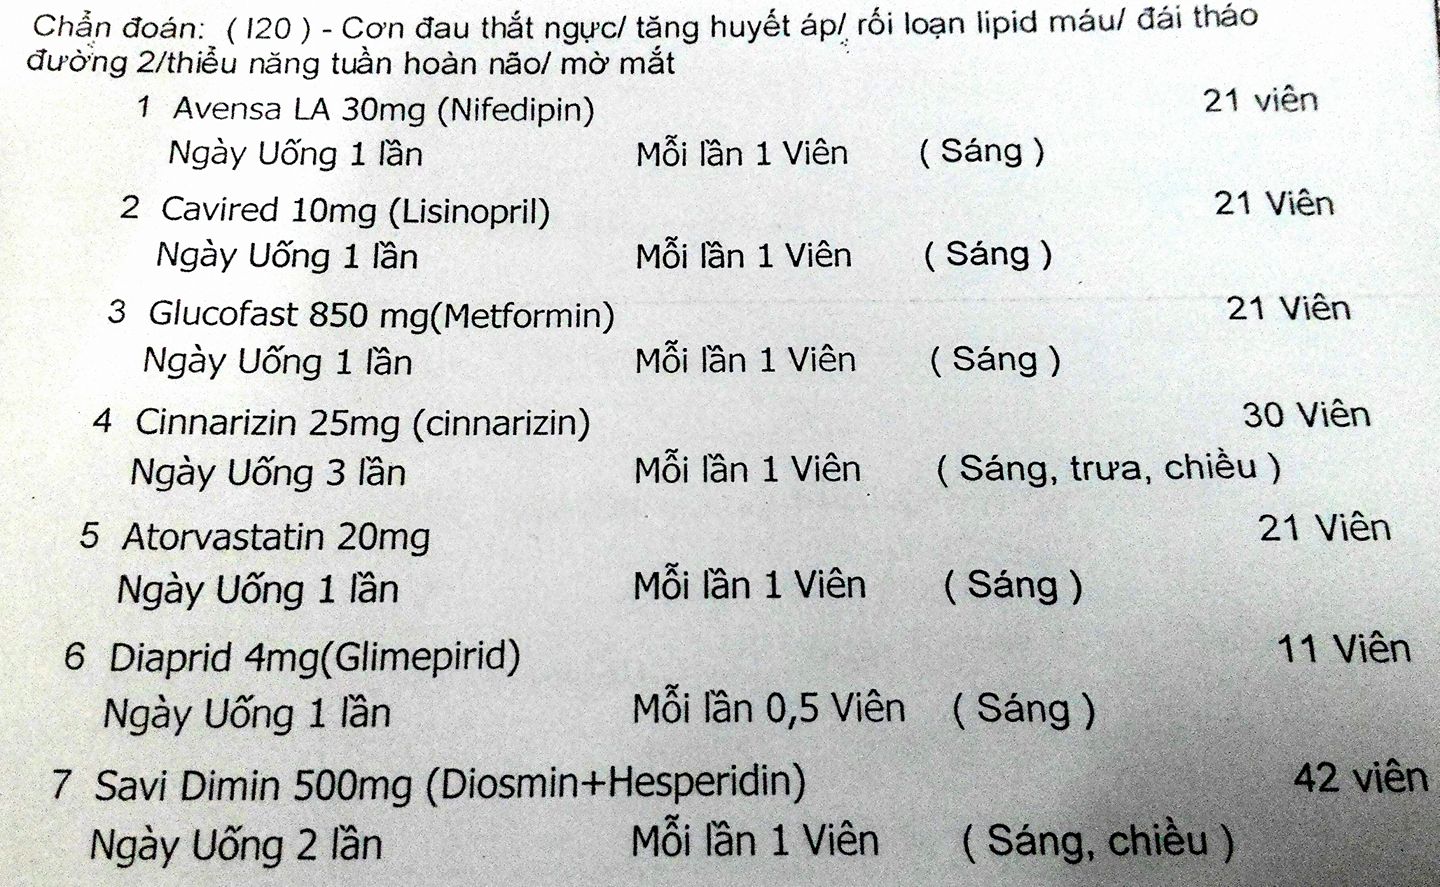 Chẩn đoán: ( I20 ) - Cơn đau thắt ngực/ tăng huyết áp/ rối loạn lipid máu/ đái tháo
đường 2/thiểu năng tuần hoàn não/ mờ mắt
1 Avensa LA 30mg (Nifedipin) 21 viên
Ngày Uống 1 lần Mỗi lần 1 Viên ( Sáng )
2 Cavired 10mg (Lisinopril) 21 Viên
Ngày Uống 1 lần Mỗi lần 1 Viên ( Sáng )
3 Glucofast 850 mg(Metformin) 21 Viên
Ngày Uống 1 lần Mỗi lần 1 Viên ( Sáng )
4 Cinnarizin 25mg (cinnarizin) 30 Viên
Ngày Uống 3 lần Mỗi lần 1 Viên ( Sáng, trưa, chiều )
5 Atorvastatin 20mg 21 Viên
Ngày Uống 1 lần Mỗi lần 1 Viên ( Sáng )
6 Diaprid 4mg(Glimepirid) 11 Viên
Ngày Uống 1 lần Mỗi lần 0,5 Viên ( Sáng )
7 Savi Dimin 500mg (Diosmin+Hesperidin) 42 viên
Ngày Uống 2 lần Mỗi lần 1 Viên ( Sáng, chiều )